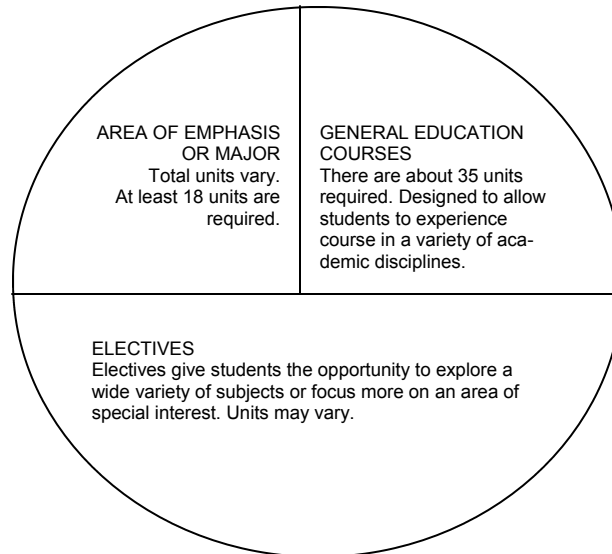 AREA OF EMPHASIS
OR MAJOR
Total units vary.
At least 18 units are
required.
GENERAL EDUCATION
COURSES
There are about 35 units
required. Designed to allow
students to experience
course in a variety of aca-
demic disciplines.
ELECTIVES
Electives give students the opportunity to explore a
wide variety of subjects or focus more on an area of
special interest. Units may vary.